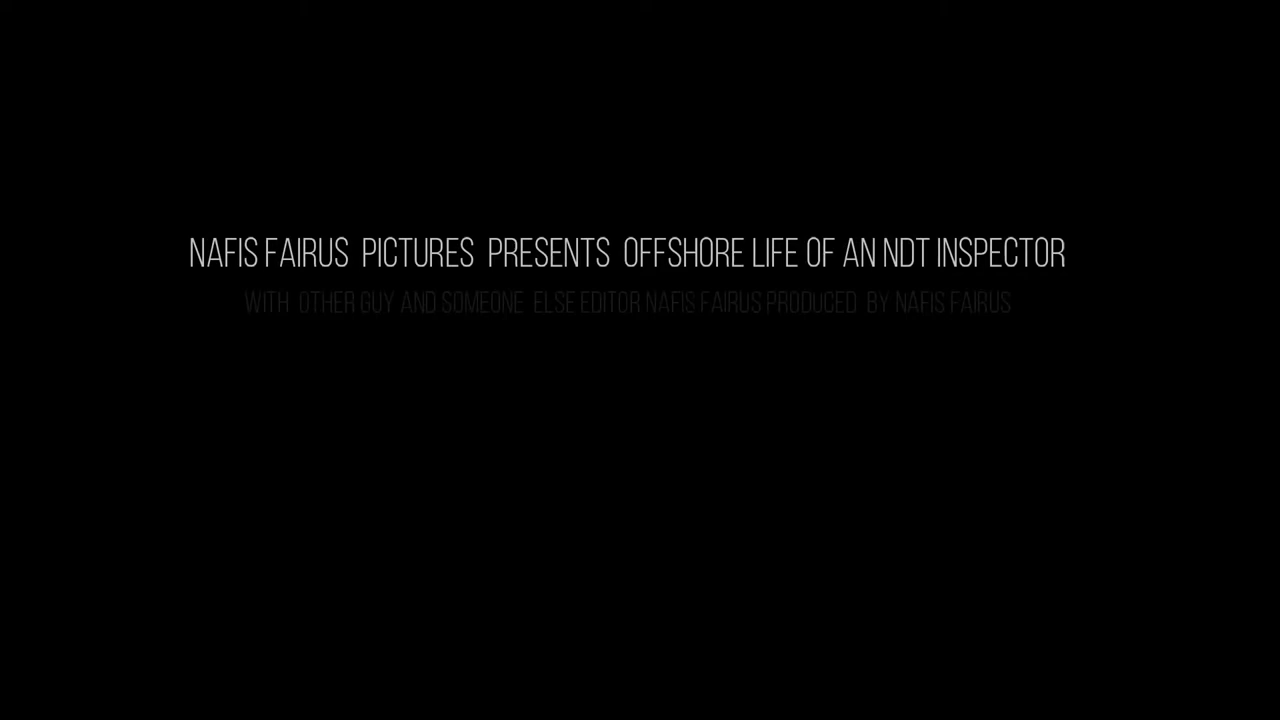 NAFIS FAIRUS PICTURES PRESENTS OFFSHORE LIFE OF AN NDT INSPECTOR
WITH OTHER GUY AND SOMEONE ELSE EDITOR NAFIS FAIRUS PRODUCED BY NAFIS FAIRUS